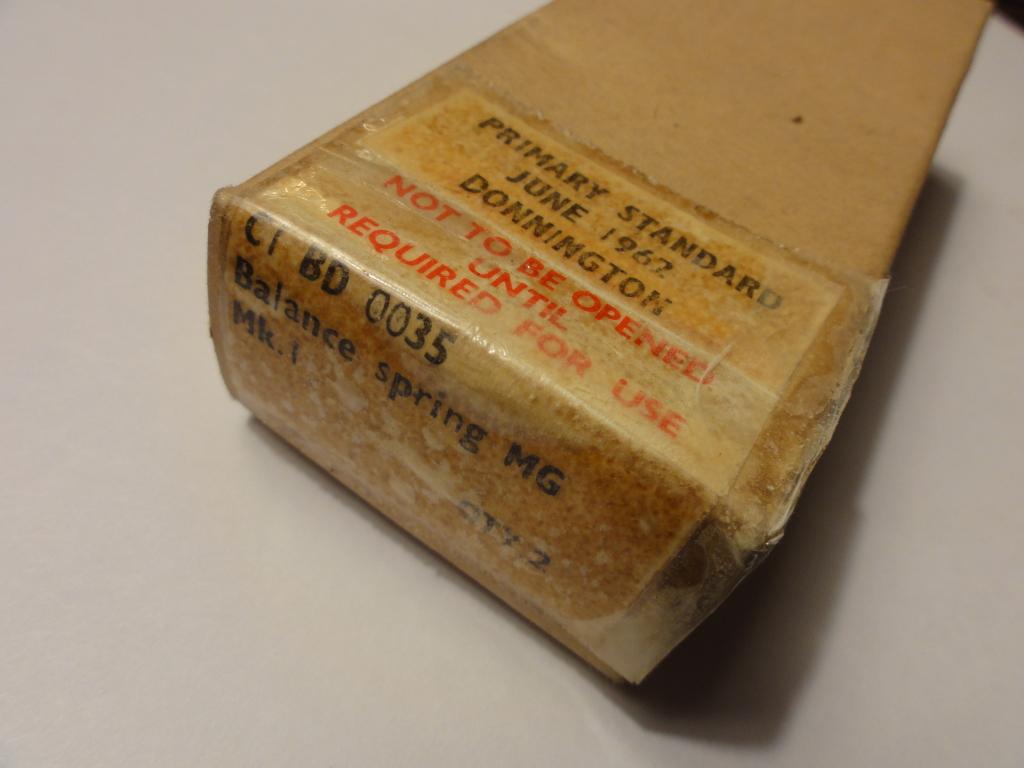 PRIMARY STANDARD
JUNE 1962
DONNINGTON
NOT TO BE OPENED
UNTIL
REQUIRED FOR USE
C1 BD 0035
Balance spring MG
Mk.1
QTY 2